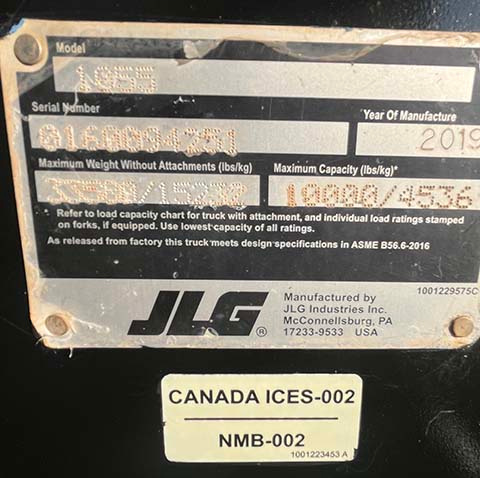 Model
1055
Serial Number
Year Of Manufacture
0160094251
2019
Maximum Weight Without Attachments (lbs/kg)
Maximum Capacity (lbs/kg)*
10000/4536
* Refer to load capacity chart for truck with attachment, and individual load ratings stamped
on forks, if equipped. Use lowest capacity of all ratings.
As released from factory this truck meets design specifications in ASME B56.6-2016
1001229575C
JLG®
Manufactured by
JLG Industries Inc.
McConnellsburg, PA
17233-9533 USA
CANADA ICES-002
NMB-002
1001223453 A